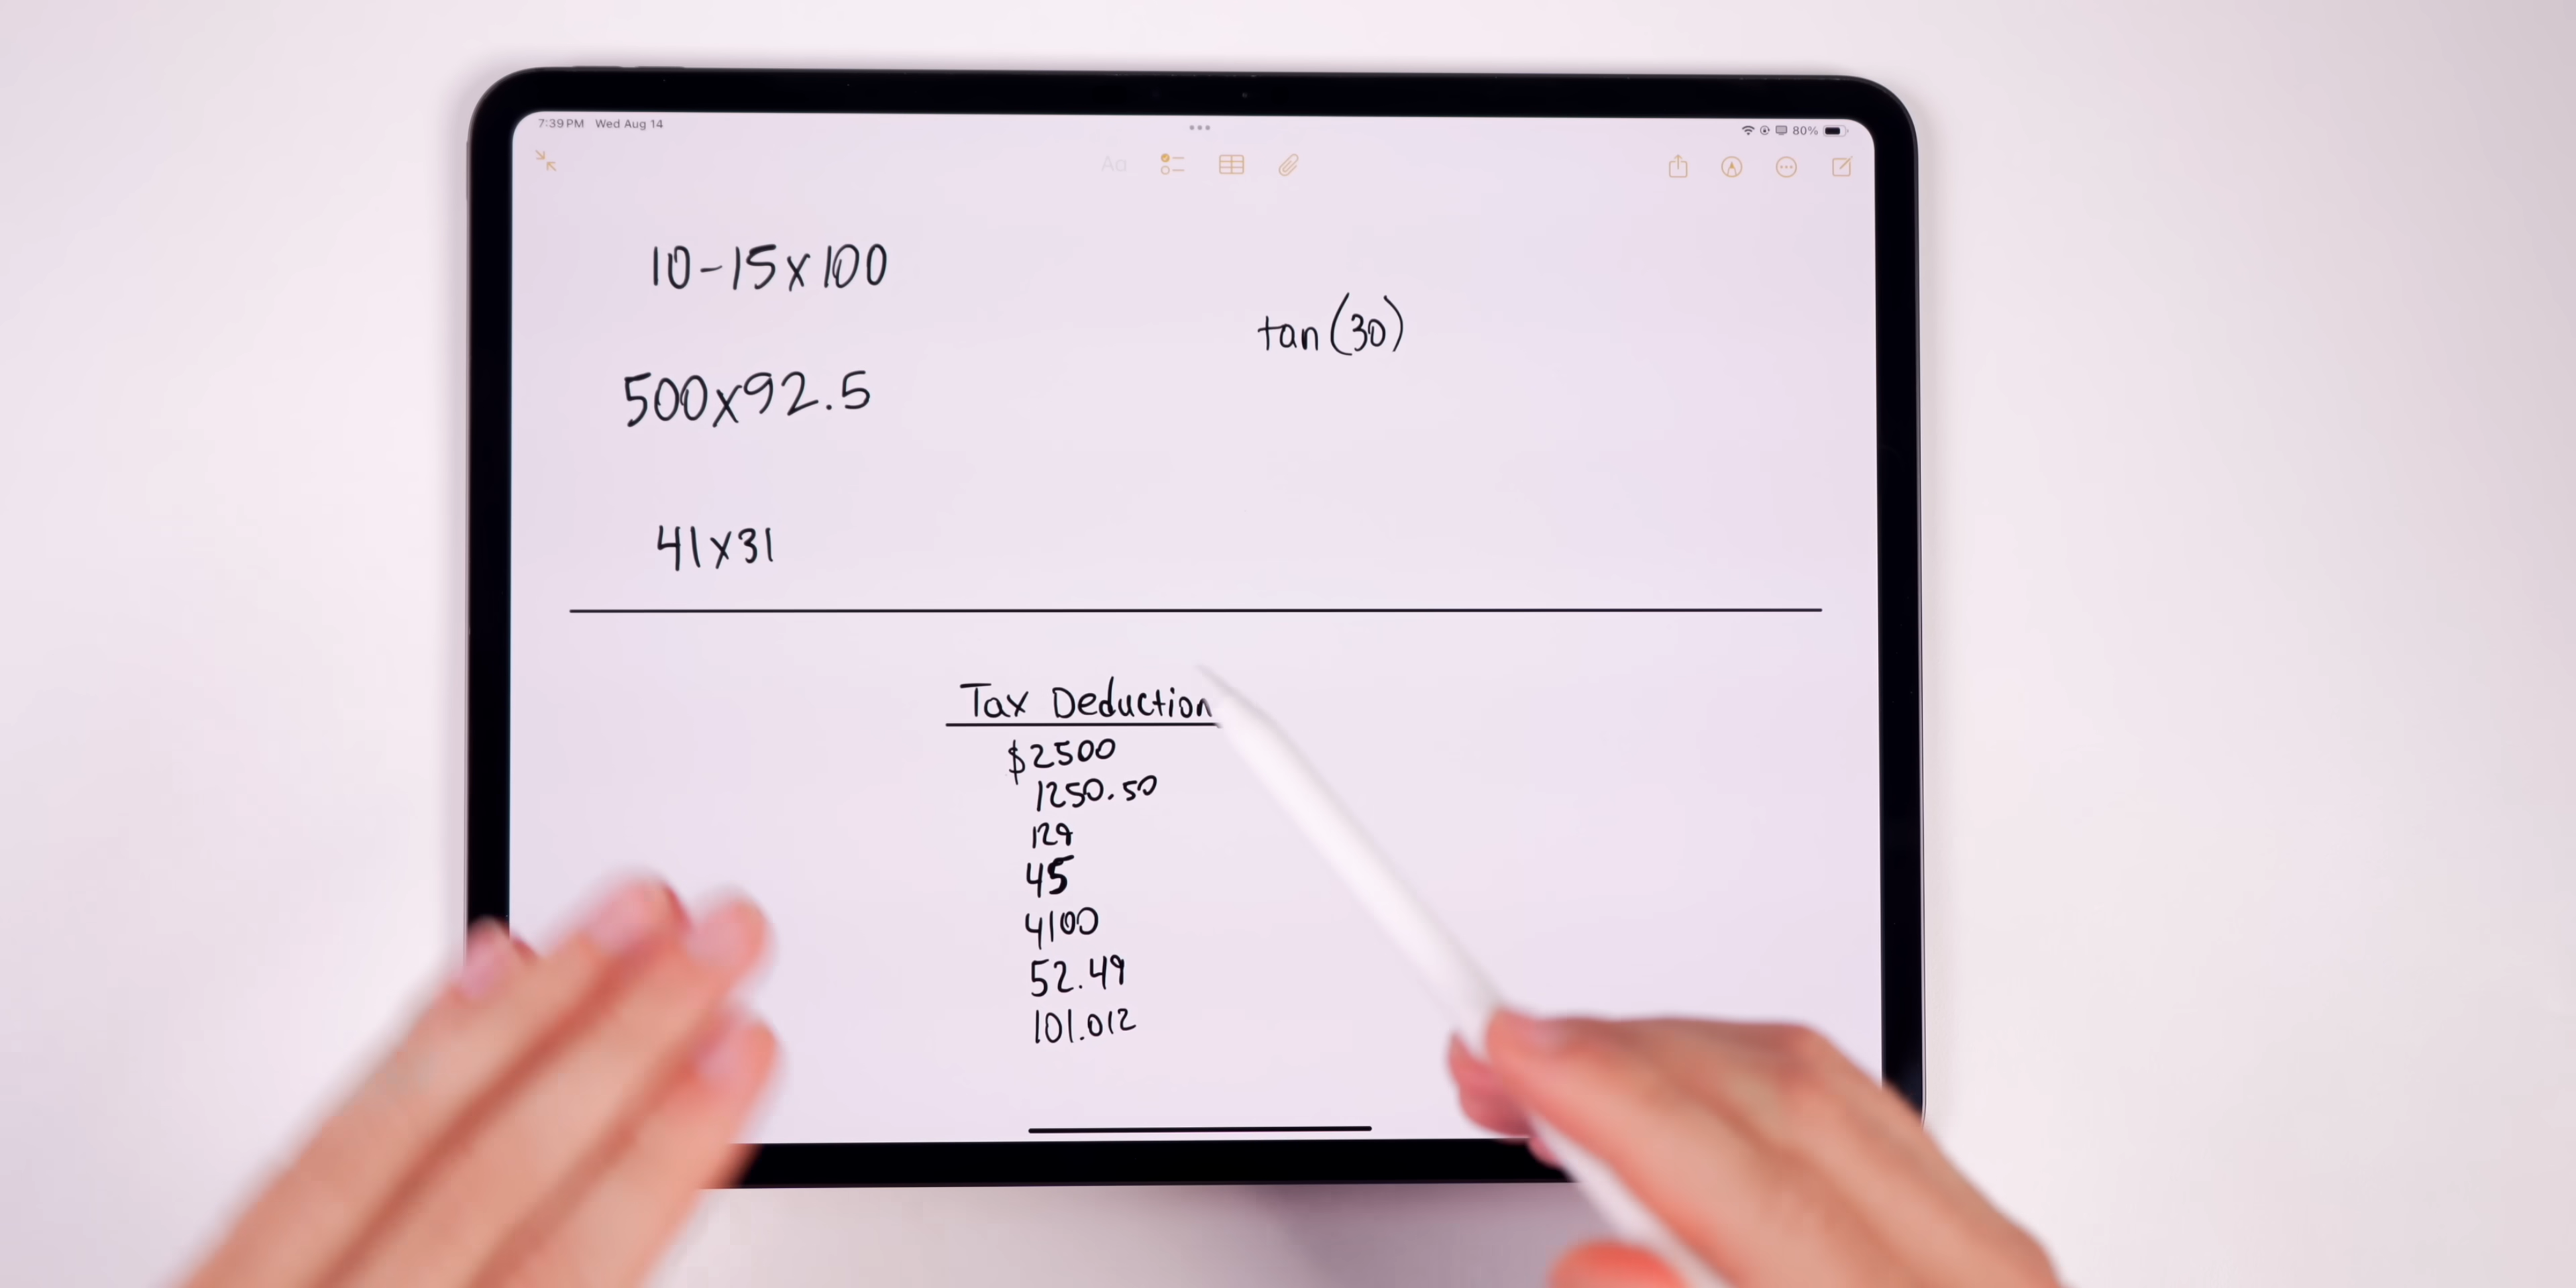 7:39 PM Wed Aug 14
80%
Aa
10-15x100
tan(30)
500x92.5
41x31
Tax Deduction
$2500
1250.50
129
45
4100
52.49
101.012